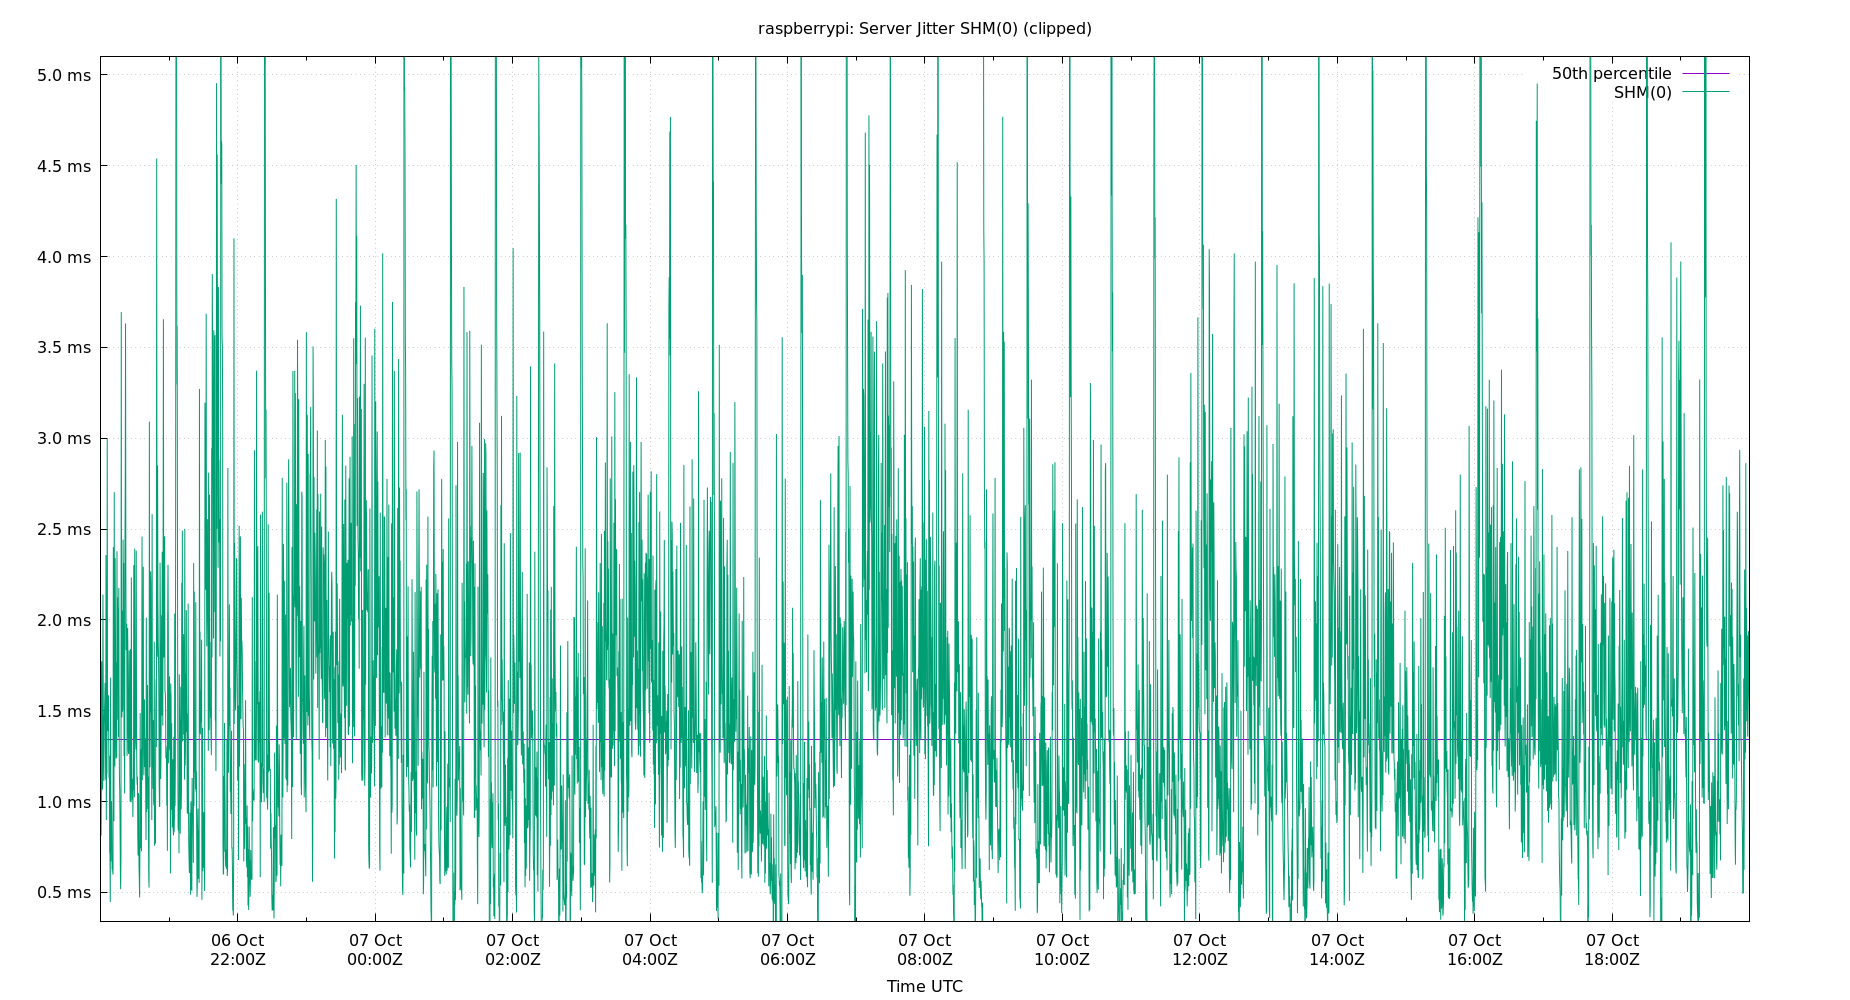 raspberrypi: Server Jitter SHM(0) (clipped)
5.0 ms
4.5 ms
4.0 ms
3.5 ms
3.0 ms
2.5 ms
2.0 ms
1.5 ms
1.0 ms
0.5 ms
50th percentile
SHM(0)
06 Oct 07 Oct 07 Oct 07 Oct 07 Oct 07 Oct 07 Oct 07 Oct 07 Oct 07 Oct 07 Oct
22:00Z 00:00Z 02:00Z 04:00Z 06:00Z 08:00Z 10:00Z 12:00Z 14:00Z 16:00Z 18:00Z
Time UTC